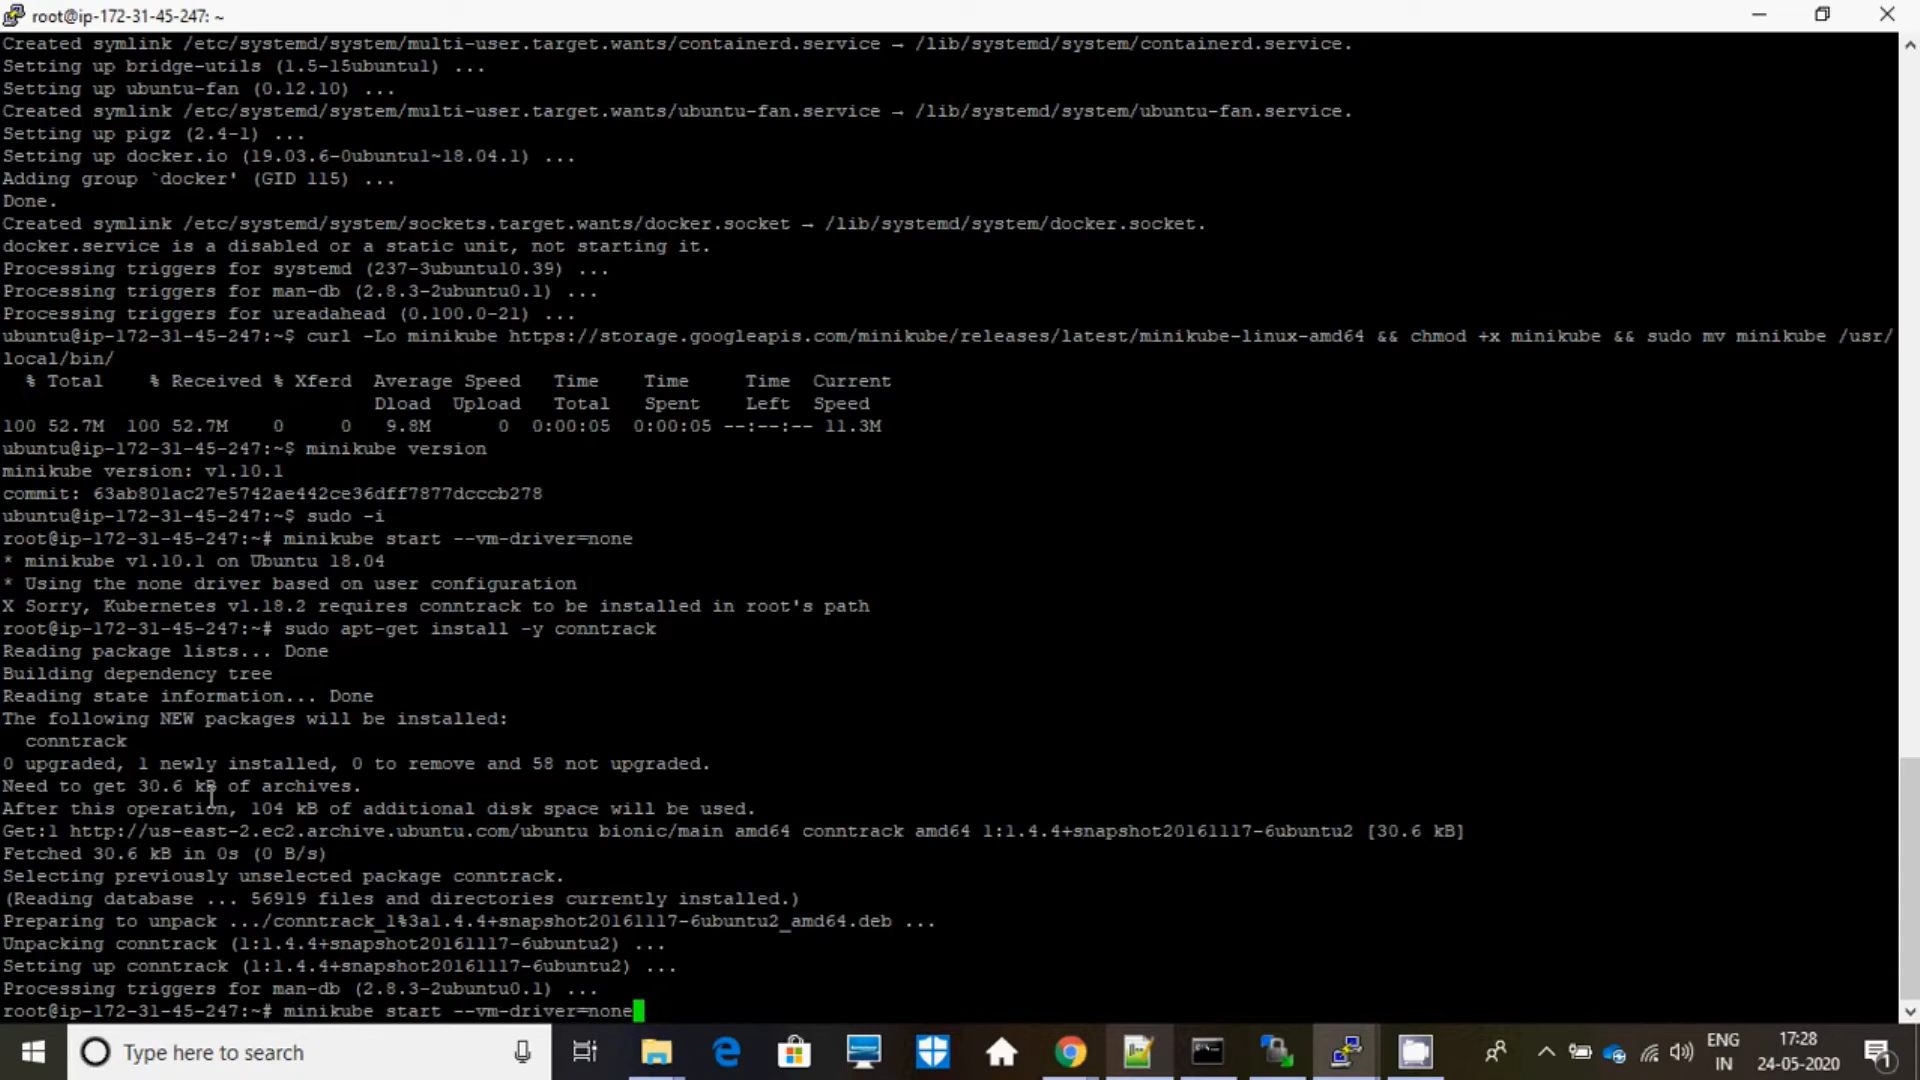 root@ip-172-31-45-247: ~
Created symlink /etc/systemd/system/multi-user.target.wants/containerd.service → /lib/systemd/system/containerd.service.
Setting up bridge-utils (1.5-15ubuntu1) ...
Setting up ubuntu-fan (0.12.10) ...
Created symlink /etc/systemd/system/multi-user.target.wants/ubuntu-fan.service → /lib/systemd/system/ubuntu-fan.service.
Setting up pigz (2.4-1) ...
Setting up docker.io (19.03.6-0ubuntu1~18.04.1) ...
Adding group `docker' (GID 115) ...
Done.
Created symlink /etc/systemd/system/sockets.target.wants/docker.socket → /lib/systemd/system/docker.socket.
docker.service is a disabled or a static unit, not starting it.
Processing triggers for systemd (237-3ubuntu10.39) ...
Processing triggers for man-db (2.8.3-2ubuntu0.1) ...
Processing triggers for ureadahead (0.100.0-21) ...
ubuntu@ip-172-31-45-247:~$ curl -Lo minikube https://storage.googleapis.com/minikube/releases/latest/minikube-linux-amd64 && chmod +x minikube && sudo mv minikube /usr/
local/bin/
% Total % Received % Xferd Average Speed Time Time Time Current
Dload Upload Total Spent Left Speed
100 52.7M 100 52.7M 0 0 9.8M 0 0:00:05 0:00:05 --:--:-- 11.3M
ubuntu@ip-172-31-45-247:~$ minikube version
minikube version: v1.10.1
commit: 63ab801ac27e5742ae442ce36dff7877dcccb278
ubuntu@ip-172-31-45-247:~$ sudo -i
root@ip-172-31-45-247:~# minikube start --vm-driver=none
* minikube v1.10.1 on Ubuntu 18.04
* Using the none driver based on user configuration
X Sorry, Kubernetes v1.18.2 requires conntrack to be installed in root's path
root@ip-172-31-45-247:~# sudo apt-get install -y conntrack
Reading package lists... Done
Building dependency tree
Reading state information... Done
The following NEW packages will be installed:
conntrack
0 upgraded, 1 newly installed, 0 to remove and 58 not upgraded.
Need to get 30.6 kB of archives.
After this operation, 104 kB of additional disk space will be used.
Get:1 http://us-east-2.ec2.archive.ubuntu.com/ubuntu bionic/main amd64 conntrack amd64 1:1.4.4+snapshot20161117-6ubuntu2 [30.6 kB]
Fetched 30.6 kB in 0s (0 B/s)
Selecting previously unselected package conntrack.
(Reading database ... 56919 files and directories currently installed.)
Preparing to unpack .../conntrack_1%3a1.4.4+snapshot20161117-6ubuntu2_amd64.deb ...
Unpacking conntrack (1:1.4.4+snapshot20161117-6ubuntu2) ...
Setting up conntrack (1:1.4.4+snapshot20161117-6ubuntu2) ...
Processing triggers for man-db (2.8.3-2ubuntu0.1) ...
root@ip-172-31-45-247:~# minikube start --vm-driver=none
Type here to search
ENG
IN
17:28
24-05-2020
1